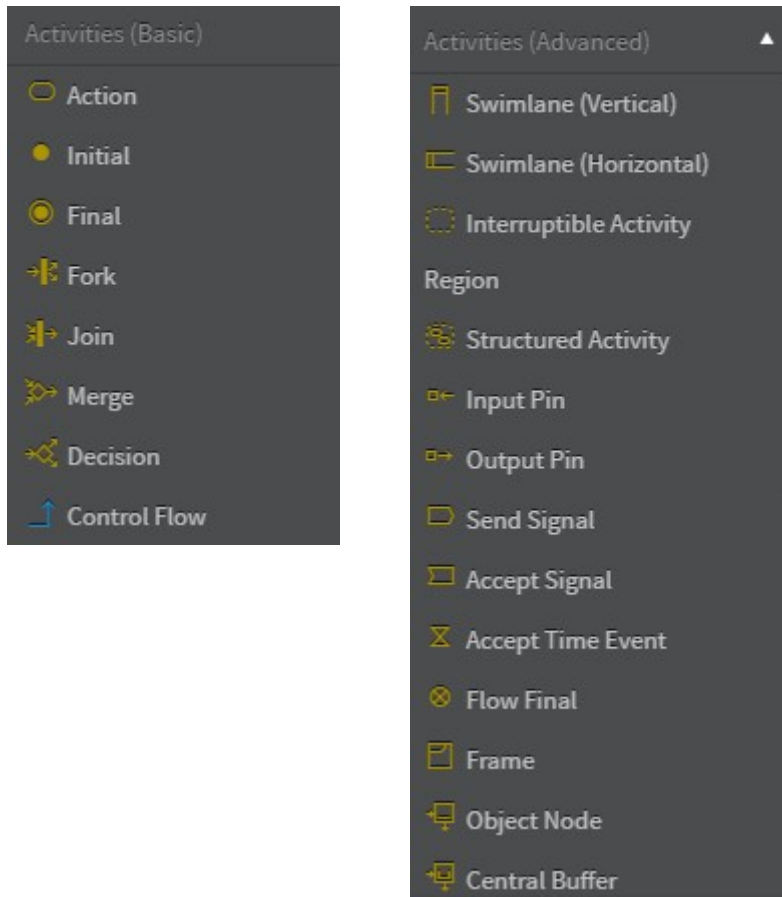 Activities (Basic)
Action
Initial
Final
Fork
Join
Merge
Decision
Control Flow
Activities (Advanced)
Swimlane (Vertical)
Swimlane (Horizontal)
Interruptible Activity
Region
Structured Activity
Input Pin
Output Pin
Send Signal
Accept Signal
Accept Time Event
Flow Final
Frame
Object Node
Central Buffer